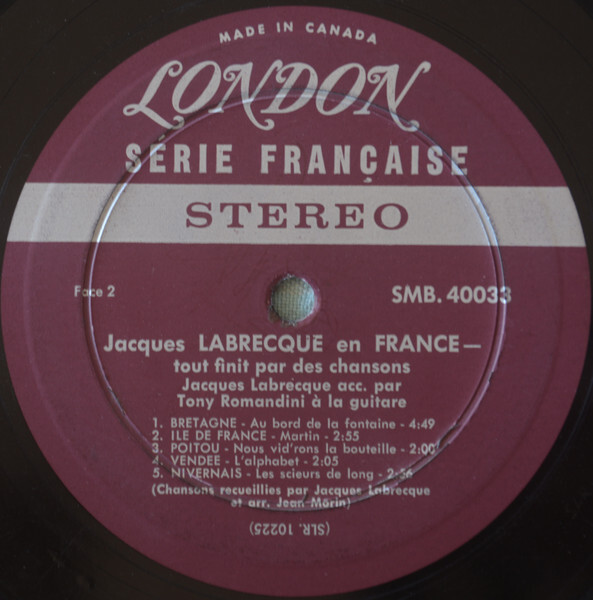 MADE IN CANADA
LONDON
SÉRIE FRANÇAISE
STEREO
Face 2
SMB. 40033
Jacques LABRECQUE en FRANCE—
tout finit par des chansons
Jacques Labrecque acc. par
Tony Romandini à la guitare
1. BRETAGNE - Au bord de la fontaine - 4:49
2. ILE DE FRANCE - Martin - 2:55
3. POITOU - Nous vid'rons la bouteille - 2:00
4. VENDEE - L'alphabet - 2:05
5. NIVERNAIS - Les scieurs de long - 2:56
(Chansons recueillies par Jacques Labrecque
et arr. Jean Morin)
(SLR. 10225)